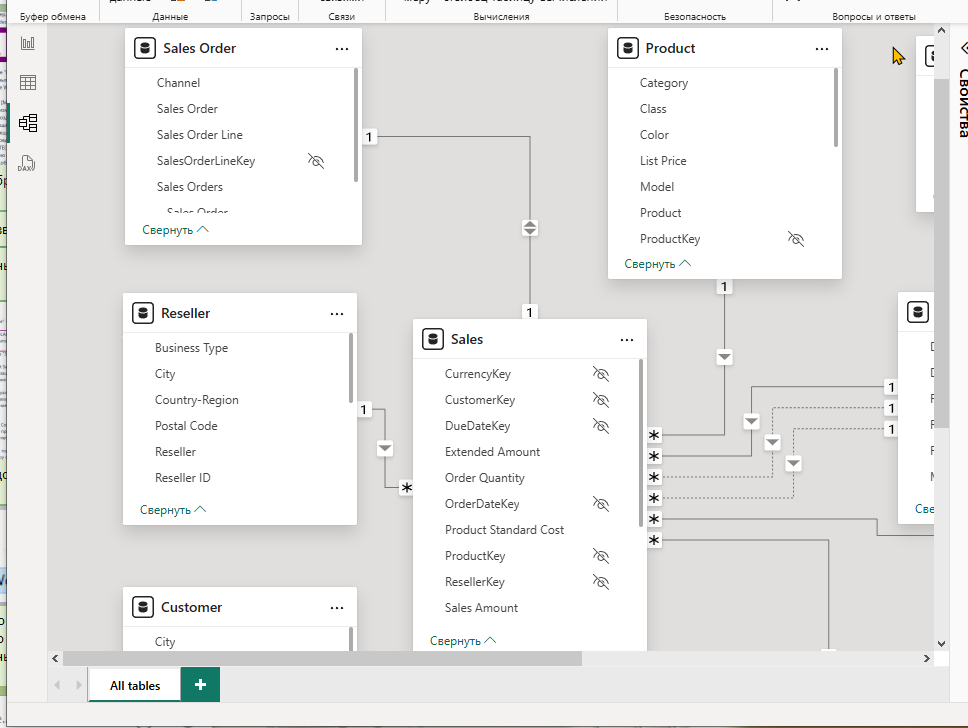 Буфер обмена
Данные
Запросы
Связи
Вычисления
Безопасность
Вопросы и ответы
Sales Order
Channel
Sales Order
Sales Order Line
SalesOrderLineKey
Sales Orders
Sales Order
Свернуть
Product
Category
Class
Color
List Price
Model
Product
ProductKey
Свернуть
Свойства
DAX
1
1
1
Reseller
Business Type
City
Country-Region
Postal Code
Reseller
Reseller ID
Свернуть
1
*
Sales
CurrencyKey
CustomerKey
DueDateKey
Extended Amount
Order Quantity
OrderDateKey
Product Standard Cost
ProductKey
ResellerKey
Sales Amount
Свернуть
*
*
*
*
*
*
1
1
1
Све
Customer
City
All tables
+